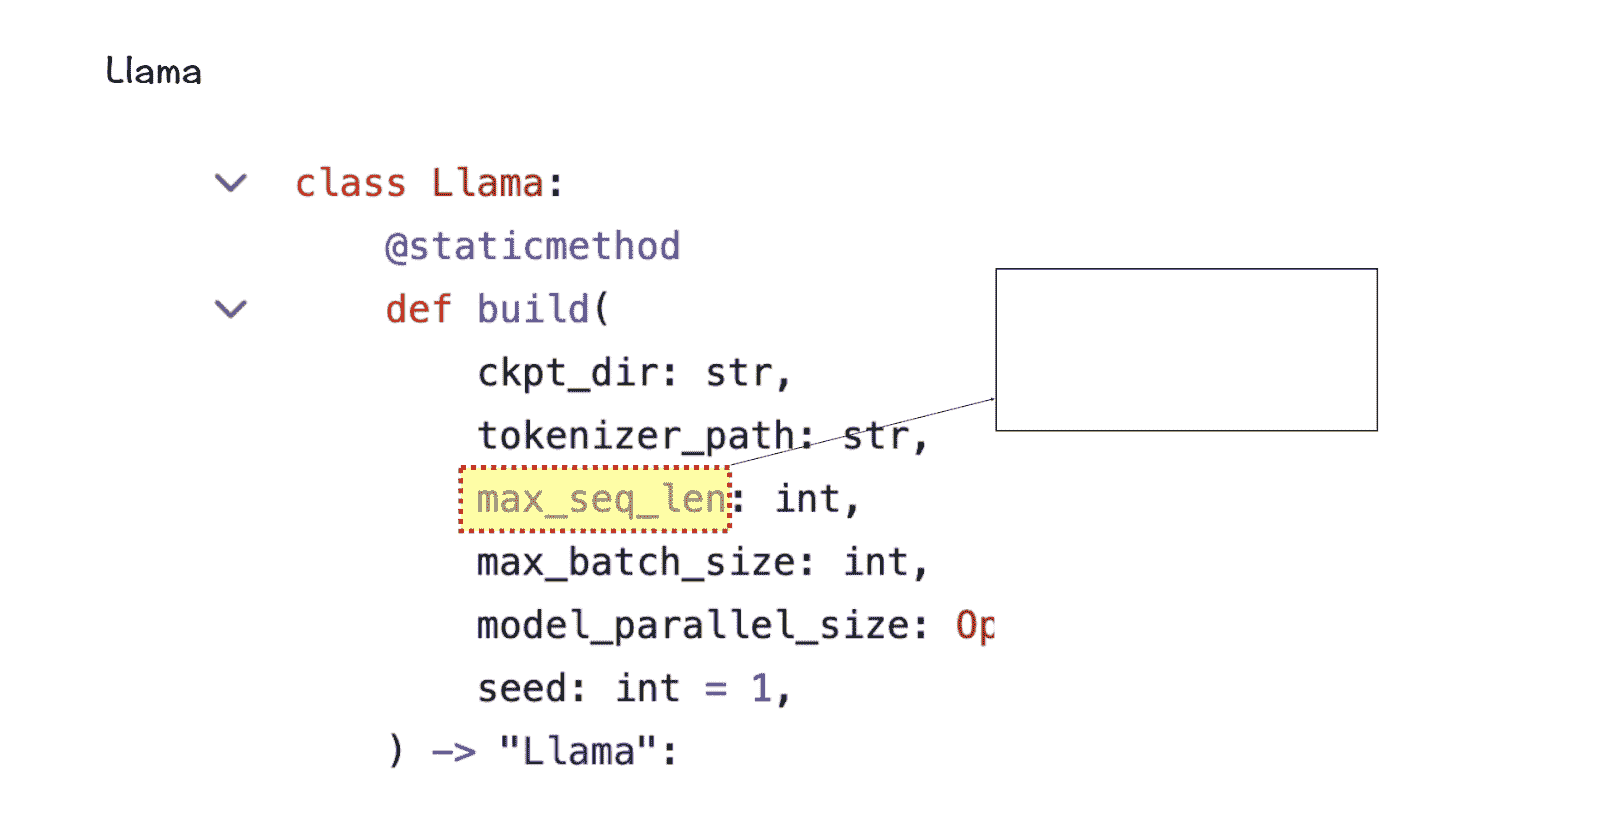 Llama
class Llama:
@staticmethod
def build(
ckpt_dir: str,
tokenizer_path: str,
max_seq_len: int,
max_batch_size: int,
model_parallel_size: Op
seed: int = 1,
) -> "Llama":